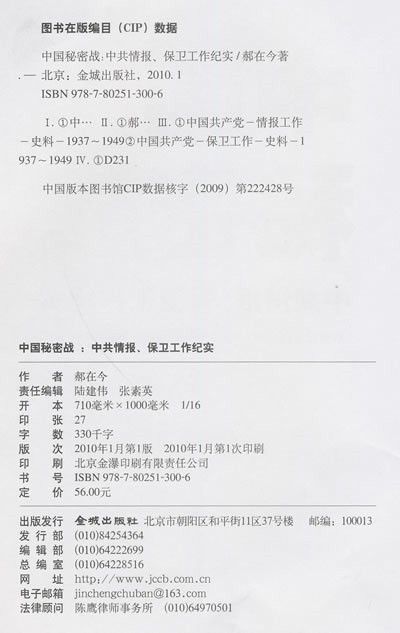 图书在版编目（CIP）数据
中国秘密战：中共情报、保卫工作纪实 / 郝在今著
.— 北京：金城出版社，2010.1
ISBN 978-7-80251-300-6
Ⅰ.①中… Ⅱ.①郝… Ⅲ.①中国共产党－情报工作
－史料－1937～1949②中国共产党－保卫工作－史料－1
937～1949 Ⅳ.①D231
中国版本图书馆CIP数据核字（2009）第222428号
中国秘密战 ：中共情报、保卫工作纪实
作 者 郝在今
责任编辑 陆建伟 张素英
开 本 710毫米×1000毫米 1/16
印 张 27
字 数 330千字
版 次 2010年1月第1版 2010年1月第1次印刷
印 刷 北京金瀑印刷有限责任公司
书 号 ISBN 978-7-80251-300-6
定 价 56.00元
出版发行 金城出版社 北京市朝阳区和平街11区37号楼 邮编：100013
发 行 部 (010)84254364
编 辑 部 (010)64222699
总 编 室 (010)64228516
网 址 http://www.jccb.com.cn
电子邮箱 jinchengchuban@163.com
法律顾问 陈鹰律师事务所 (010)64970501